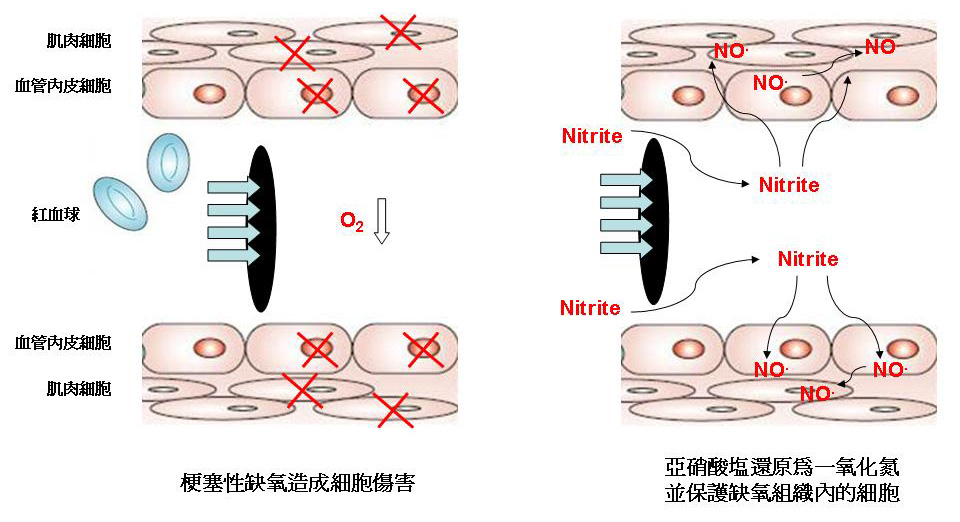 肌肉細胞
血管內皮細胞
紅血球
O2
血管內皮細胞
肌肉細胞
梗塞性缺氧造成細胞傷害
NO·
NO·
NO·
Nitrite
Nitrite
Nitrite
Nitrite
NO·
NO·
NO·
亞硝酸塩還原爲一氧化氮
並保護缺氧組織內的細胞